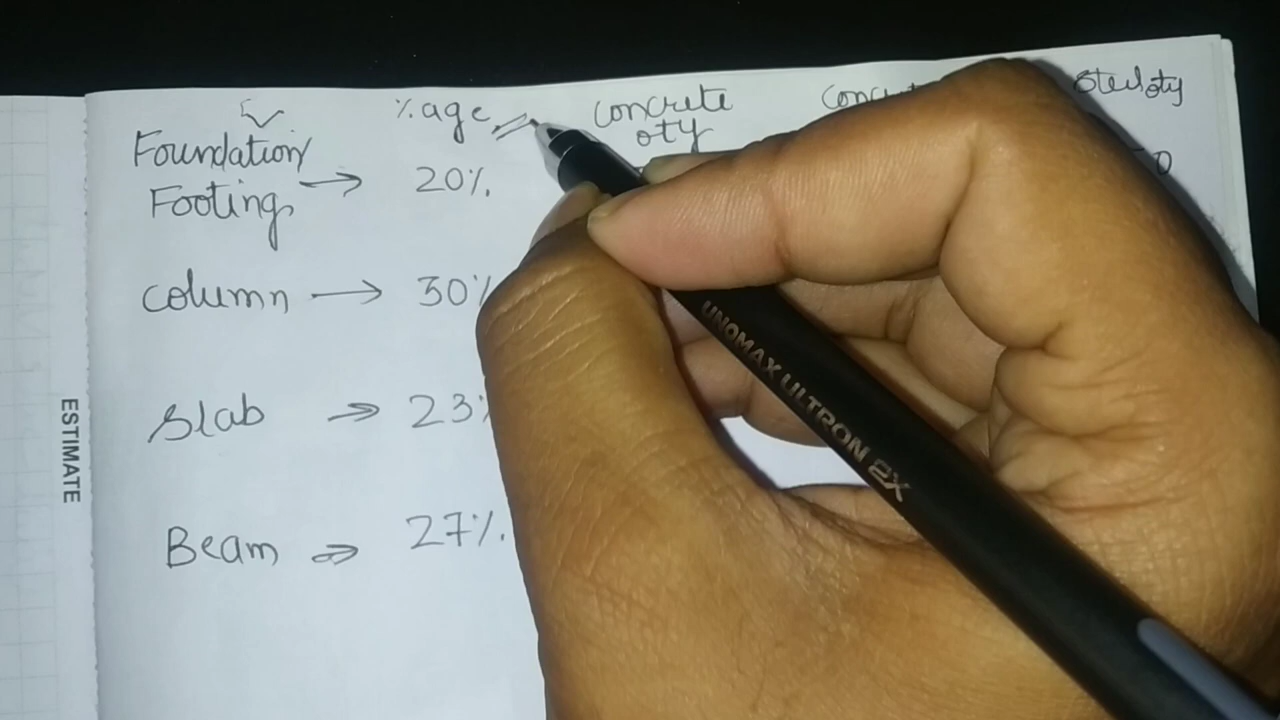 %age
concrete
qty
Steel qty
Foundation
Footing → 20%
column → 30%
Slab → 23%
Beam → 27%.
ESTIMATE
UNOMAX ULTRON 2X